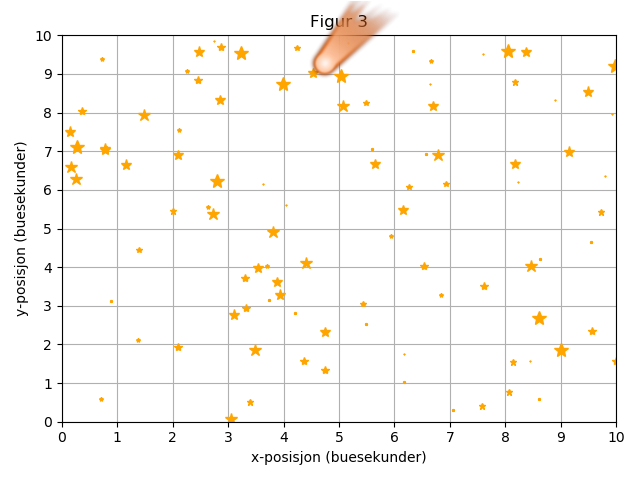 Figur 3
10
9
8
7
6
5
4
3
2
1
0
y-posisjon (buesekunder)
0 1 2 3 4 5 6 7 8 9 10
x-posisjon (buesekunder)